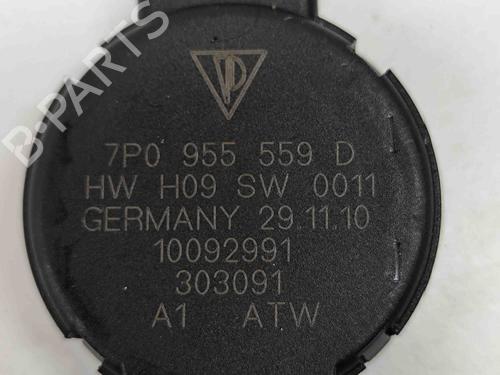 B-PARTS
7P0 955 559 D
HW H09 SW 0011
GERMANY 29.11.10
10092991
303091
A1 ATW